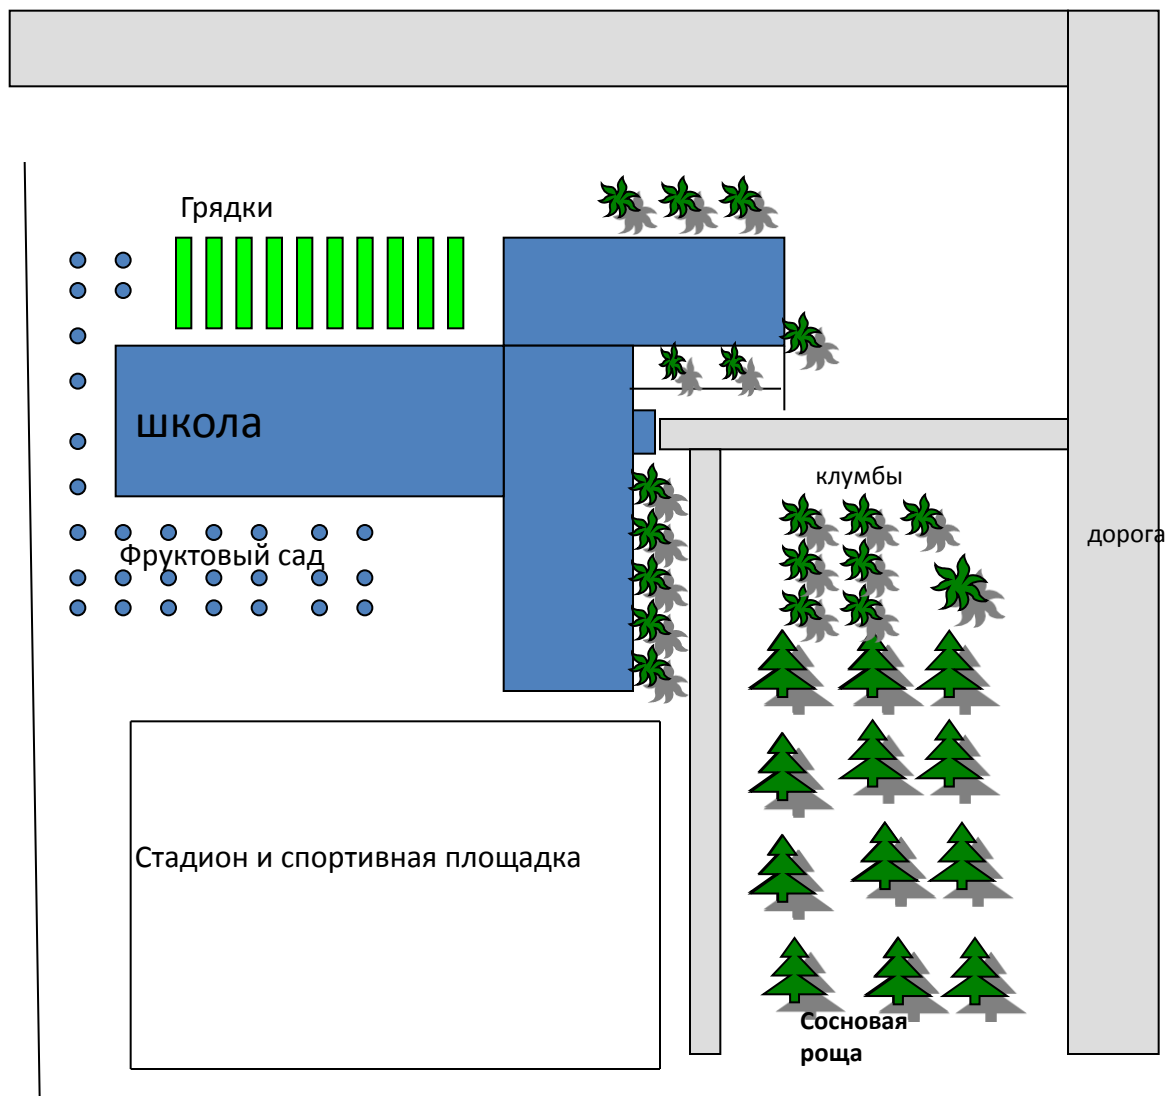 Грядки
школа
клумбы
дорога
Фруктовый сад
Стадион и спортивная площадка
Сосновая
роща